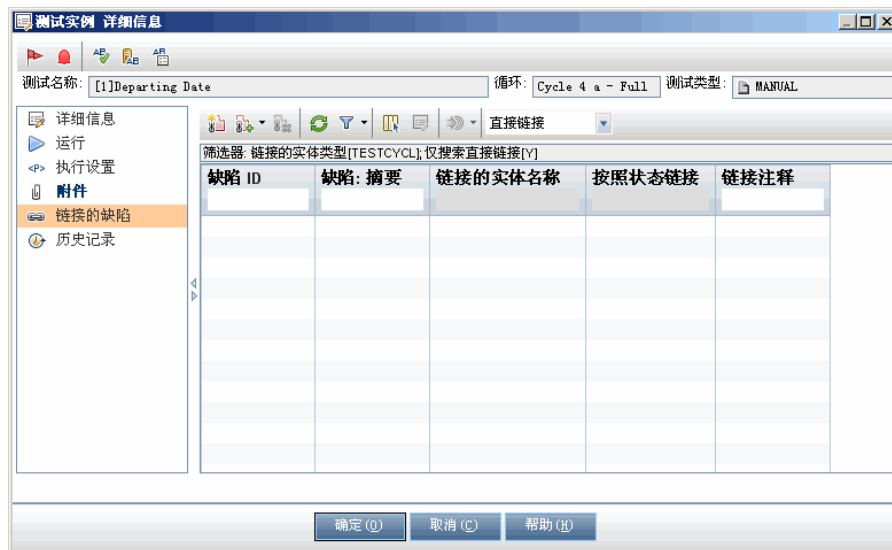 测试实例 详细信息
测试名称: [1]Departing Date 循环: Cycle 4 a - Full 测试类型: MANUAL
详细信息
运行
执行设置
附件
链接的缺陷
历史记录
直接链接
筛选器: 链接的实体类型[TESTCYCL]; 仅搜索直接链接[Y]
缺陷 ID 缺陷: 摘要 链接的实体名称 按照状态链接 链接注释
确定(O) 取消(C) 帮助(H)